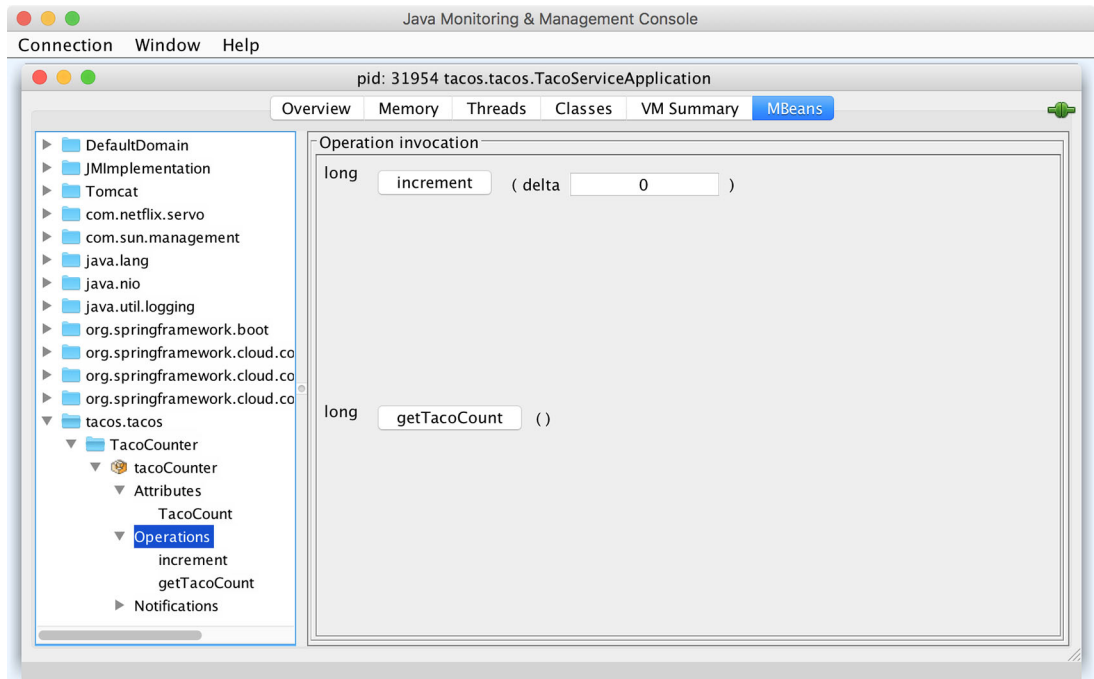 Java Monitoring & Management Console
Connection Window Help
pid: 31954 tacos.tacos.TacoServiceApplication
Overview Memory Threads Classes VM Summary MBeans
DefaultDomain
JMImplementation
Tomcat
com.netflix.servo
com.sun.management
java.lang
java.nio
java.util.logging
org.springframework.boot
org.springframework.cloud.co
org.springframework.cloud.co
org.springframework.cloud.co
tacos.tacos
TacoCounter
tacoCounter
Attributes
TacoCount
Operations
increment
getTacoCount
Notifications
Operation invocation
long increment ( delta 0 )
long getTacoCount ()